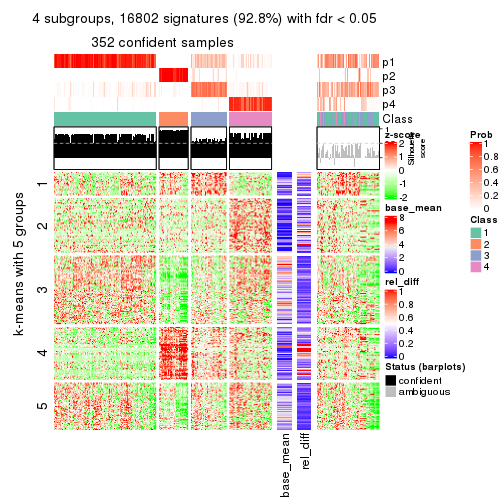 4 subgroups, 16802 signatures (92.8%) with fdr < 0.05
352 confident samples
p1
p2
p3
p4
Class
1
Silhouette
score
k-means with 5 groups
1
2
3
4
5
base_mean
rel_diff
z-score
2
1
0
-1
-2
base_mean
8
6
4
2
0
rel_diff
1
0.8
0.6
0.4
0.2
0
Status (barplots)
confident
ambiguous
Prob
1
0.8
0.6
0.4
0.2
0
Class
1
2
3
4